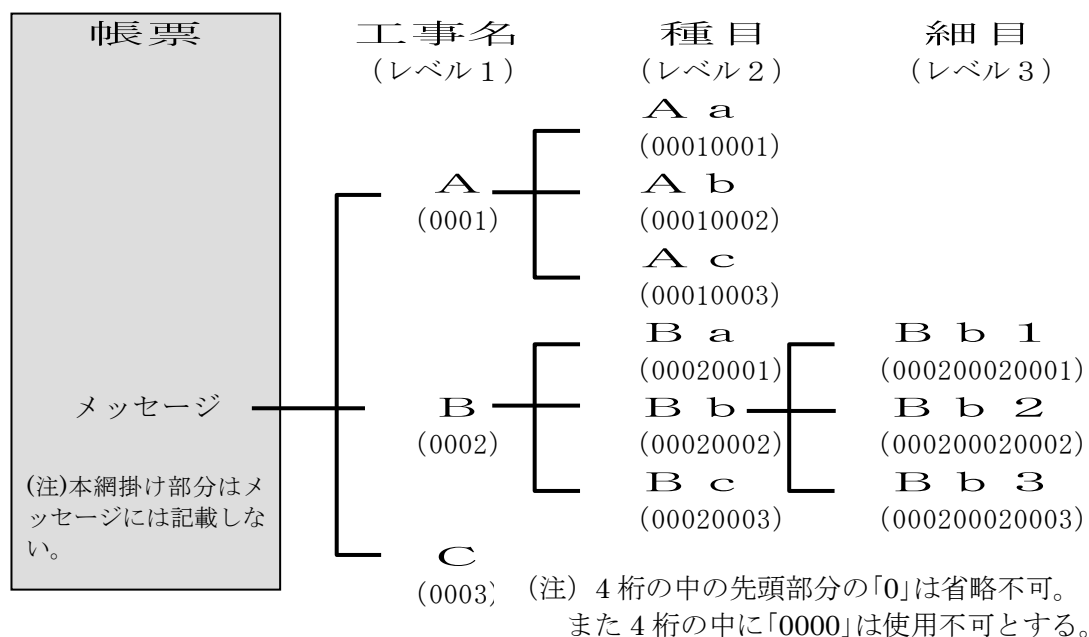 帳票 工事名 種目 細目
(レベル1) (レベル2) (レベル3)
A a
(00010001)
A A b
(0001) (00010002)
A c
(00010003)
B a B b 1
(00020001) (000200020001)
メッセージ B B b B b 2
(0002) (00020002) (000200020002)
(注)本網掛け部分はメ
ッセージには記載しな
い。
B c B b 3
(00020003) (000200020003)
C
(0003)
(注) 4桁の中の先頭部分の「0」は省略不可。
また4桁の中に「0000」は使用不可とする。